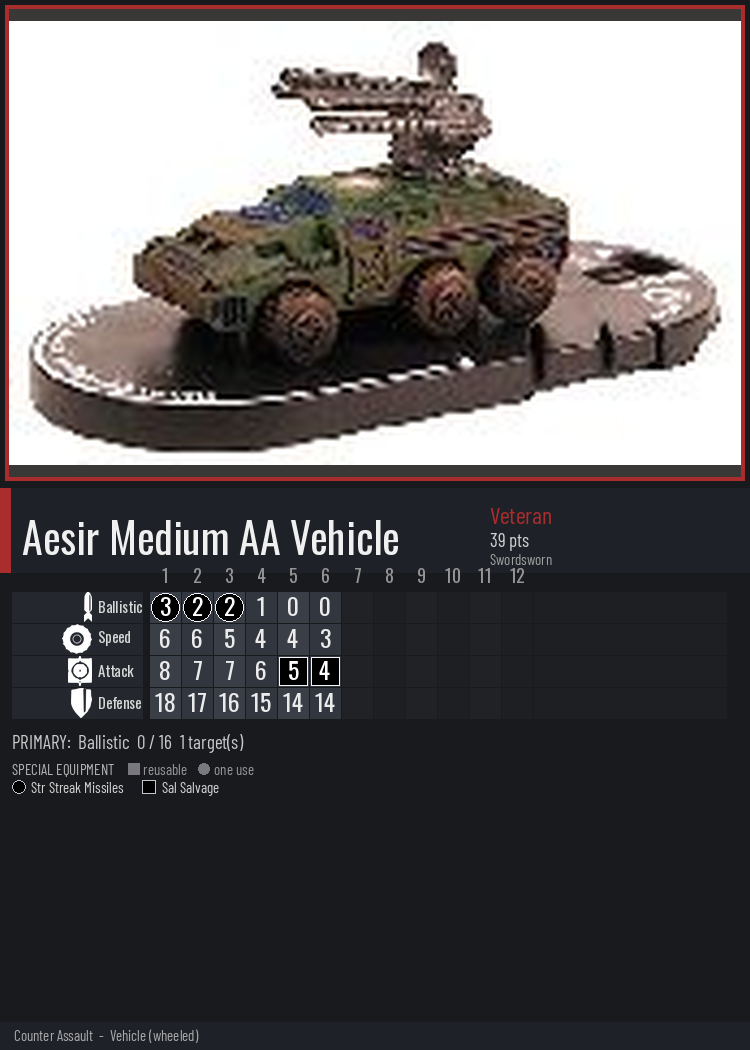 Aesir Medium AA Vehicle
Veteran
39 pts
Swordsworn
1 2 3 4 5 6 7 8 9 10 11 12
Ballistic 3 2 2 1 0 0
Speed 6 6 5 4 4 3
Attack 8 7 7 6 5 4
Defense 18 17 16 15 14 14
PRIMARY: Ballistic 0 / 16 1 target(s)
SPECIAL EQUIPMENT reusable one use
Str Streak Missiles Sal Salvage
Counter Assault - Vehicle (wheeled)